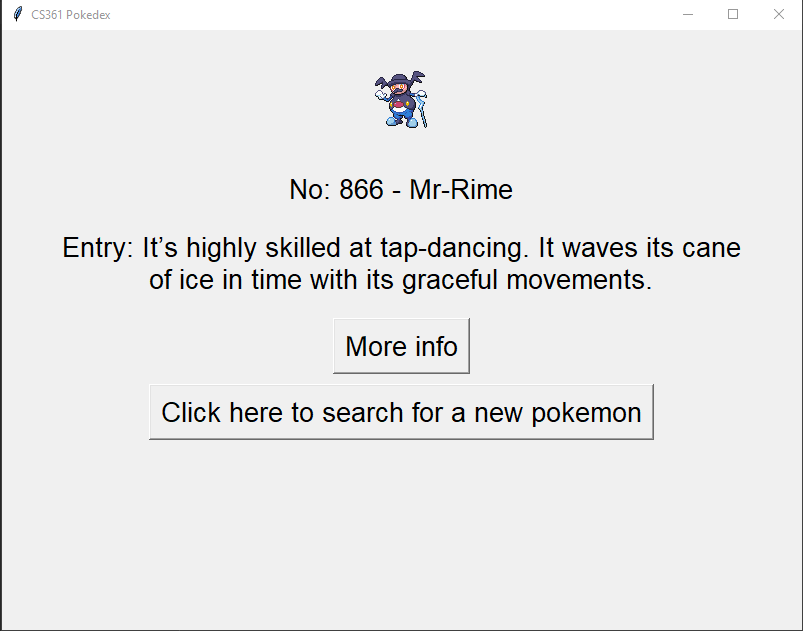 CS361 Pokedex
No: 866 - Mr-Rime
Entry: It’s highly skilled at tap-dancing. It waves its cane
of ice in time with its graceful movements.
More info
Click here to search for a new pokemon